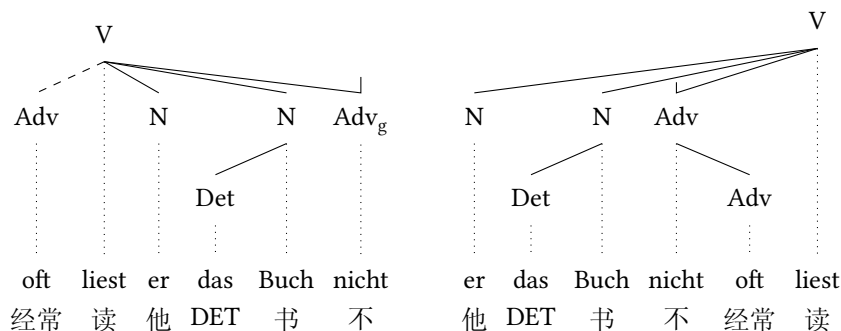 V
V
Adv N N Adv_g N N Adv
Det Det Adv
oft liest er das Buch nicht er das Buch nicht oft liest
经常 读 他 DET 书 不 他 DET 书 不 经常 读